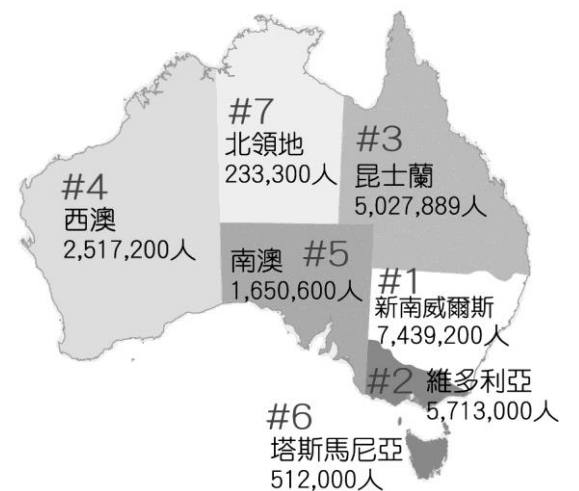 #7
北領地
233,300人
#3
昆士蘭
5,027,889人
#4
西澳
2,517,200人
南澳 #5
1,650,600人
#1
新南威爾斯
7,439,200人
#2 維多利亞
5,713,000人
#6
塔斯馬尼亞
512,000人